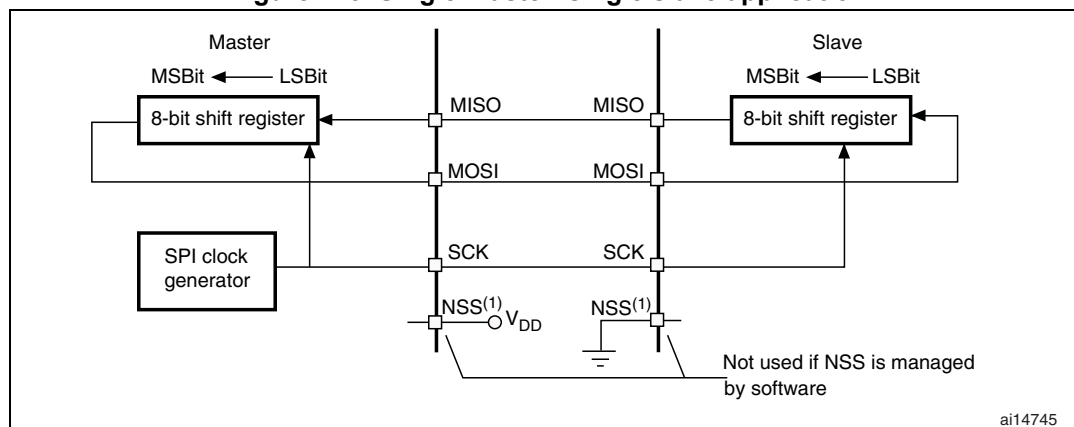 Master
MSBit LSBit
8-bit shift register
SPI clock
generator
MISO
MOSI
SCK
NSS(1)
VDD
MISO
MOSI
SCK
NSS(1)
Slave
MSBit LSBit
8-bit shift register
Not used if NSS is managed
by software
ai14745